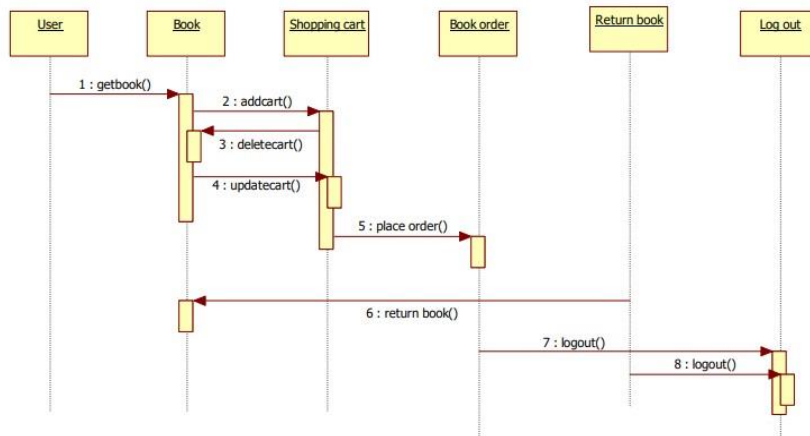 User
Book
Shopping cart
Book order
Return book
Log out
1 : getbook()
2 : addcart()
3 : deletecart()
4 : updatecart()
5 : place order()
6 : return book()
7 : logout()
8 : logout()